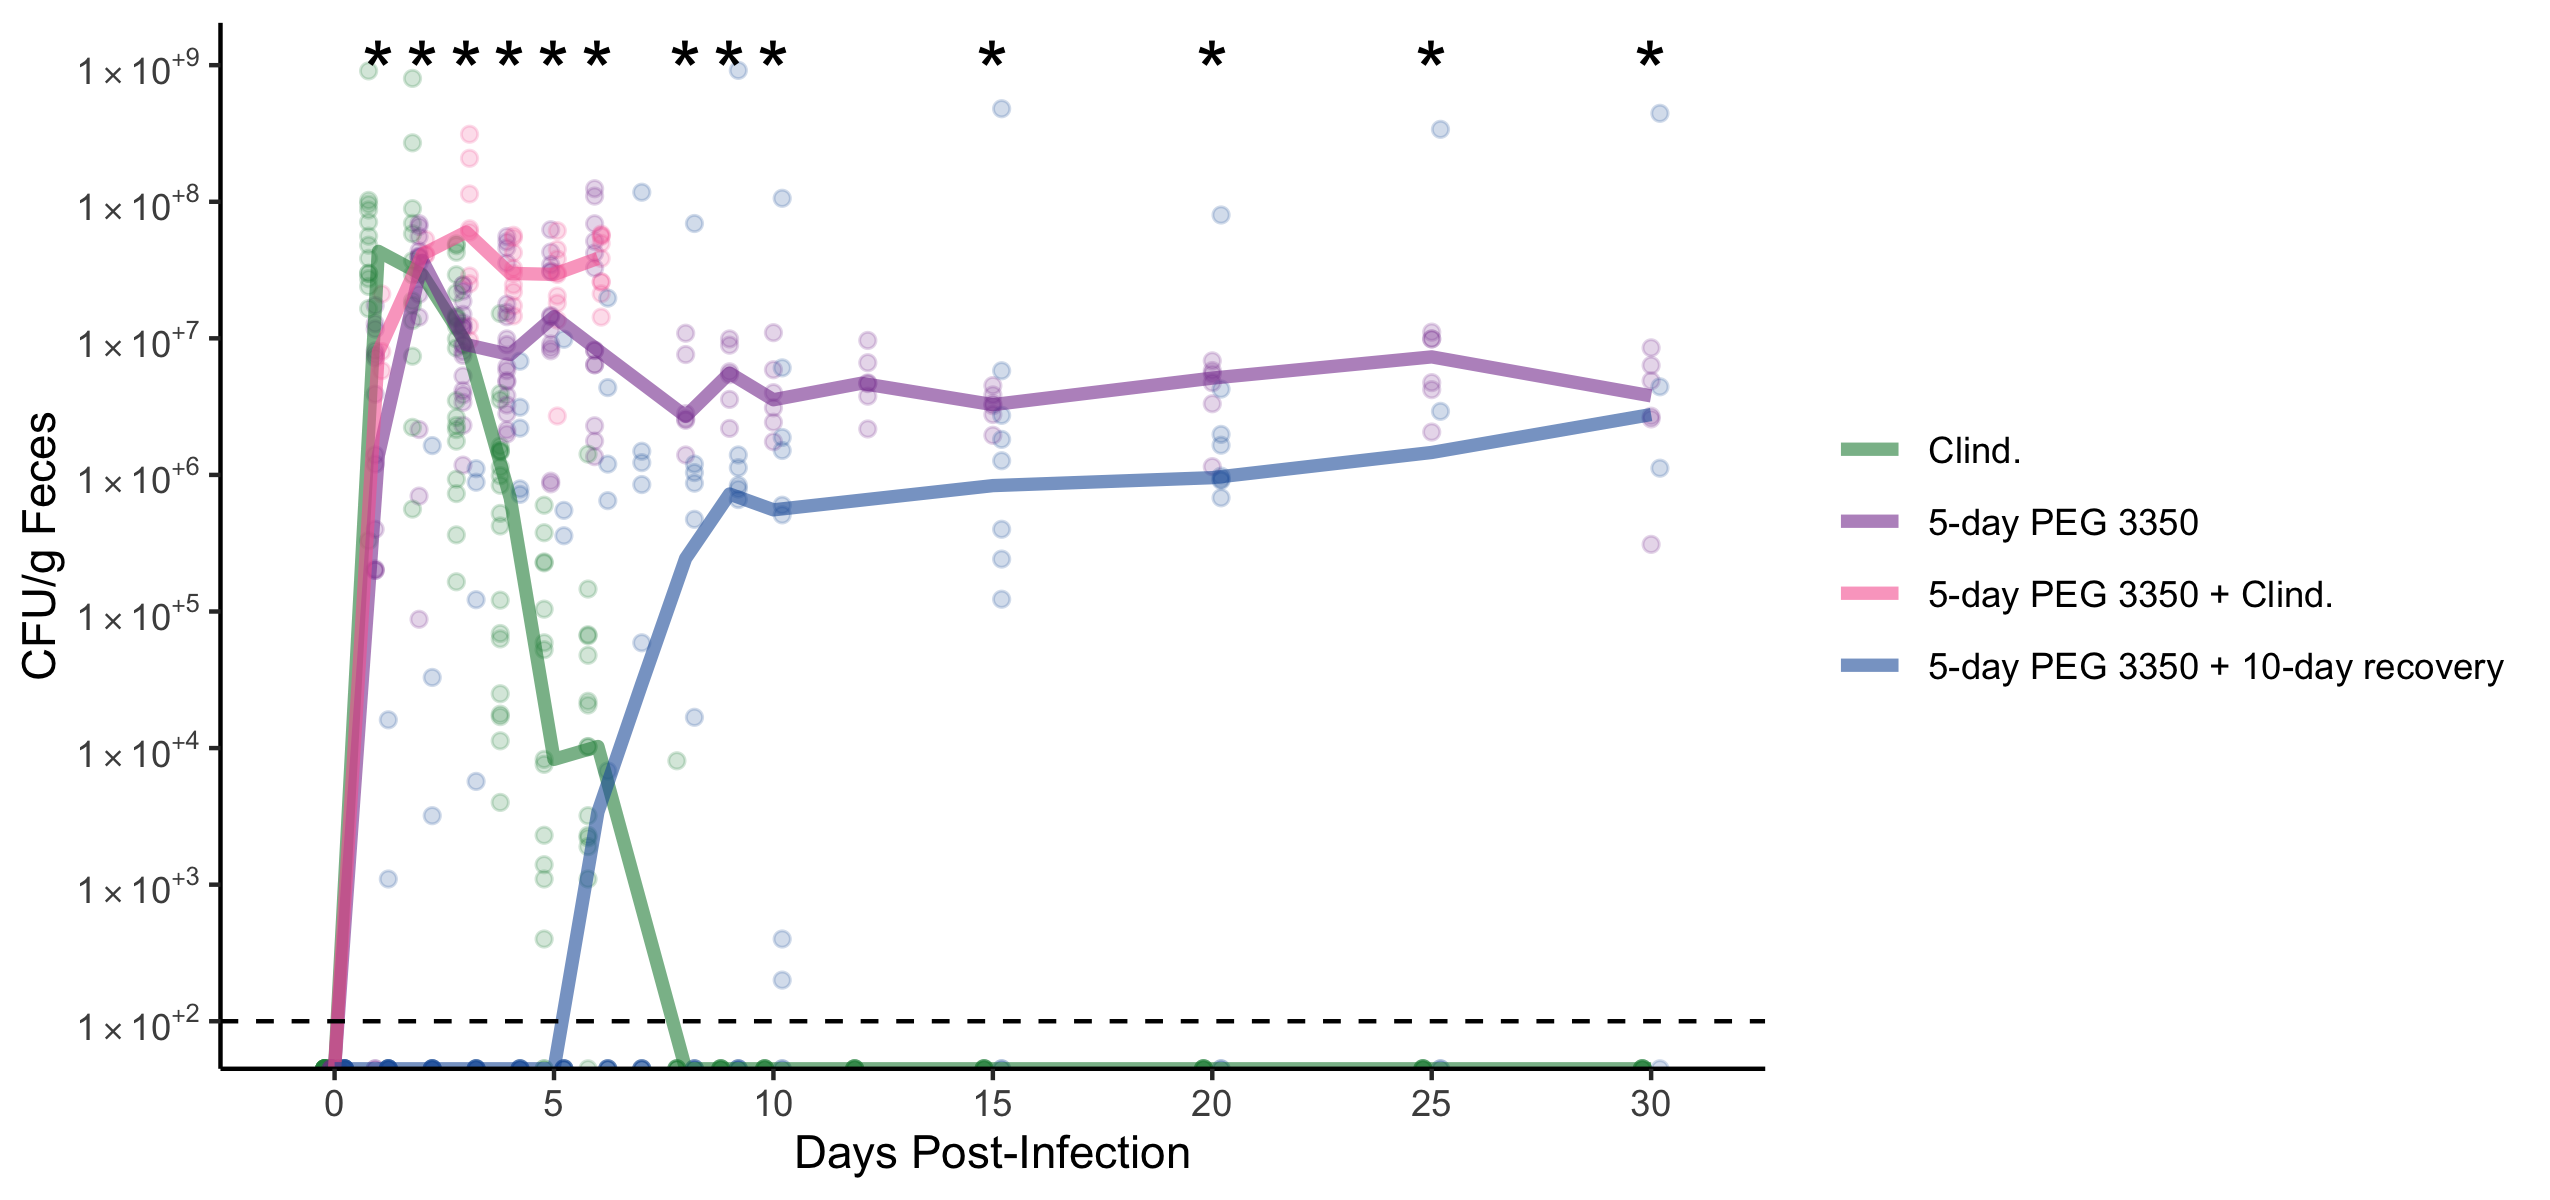 * * * * * * * * * * * * *
1 × 10+9
1 × 10+8
1 × 10+7
1 × 10+6
1 × 10+5
1 × 10+4
1 × 10+3
1 × 10+2
CFU/g Feces
0 5 10 15 20 25 30
Days Post-Infection
Clind.
5-day PEG 3350
5-day PEG 3350 + Clind.
5-day PEG 3350 + 10-day recovery